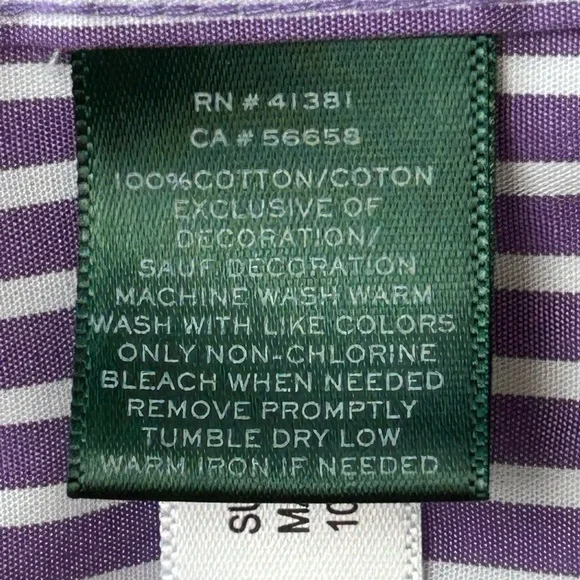 RN # 41381
CA # 56658
100%COTTON/COTON
EXCLUSIVE OF
DECORATION/
SAUF DECORATION
MACHINE WASH WARM
WASH WITH LIKE COLORS
ONLY NON-CHLORINE
BLEACH WHEN NEEDED
REMOVE PROMPTLY
TUMBLE DRY LOW
WARM IRON IF NEEDED